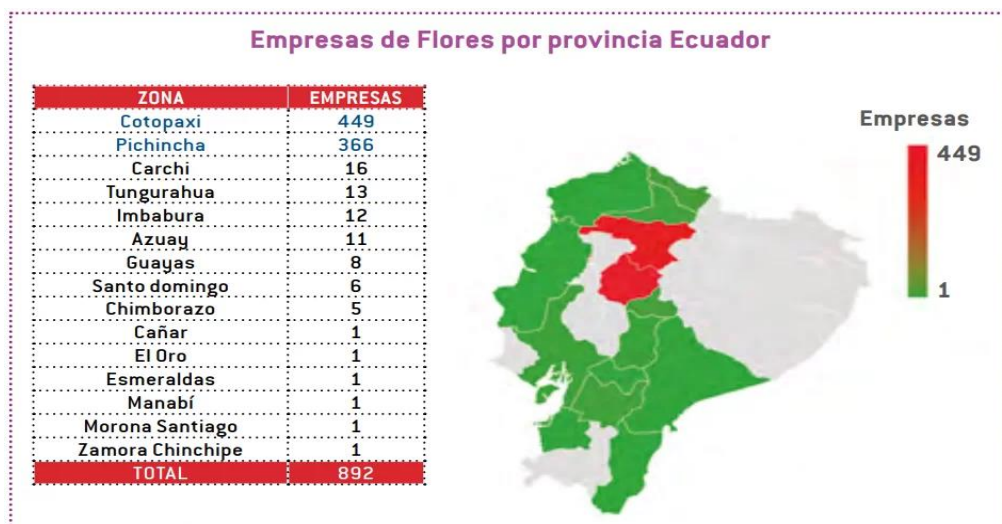 Empresas de Flores por provincia Ecuador
ZONA EMPRESAS
Cotopaxi 449
Pichincha 366
Carchi 16
Tungurahua 13
Imbabura 12
Azuay 11
Guayas 8
Santo domingo 6
Chimborazo 5
Cañar 1
El Oro 1
Esmeraldas 1
Manabí 1
Morona Santiago 1
Zamora Chinchipe 1
TOTAL 892
Empresas
449
1